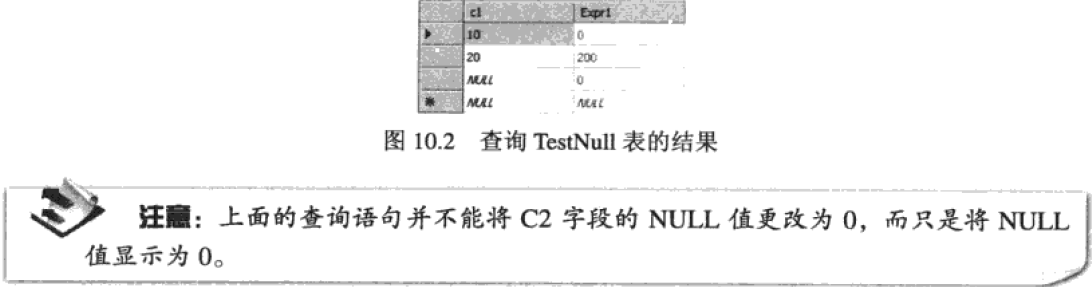 c1 Expr1
10 0
20 200
NULL 0
NULL NULL
图 10.2 查询 TestNull 表的结果
注意：上面的查询语句并不能将 C2 字段的 NULL 值更改为 0，而只是将 NULL
值显示为 0。